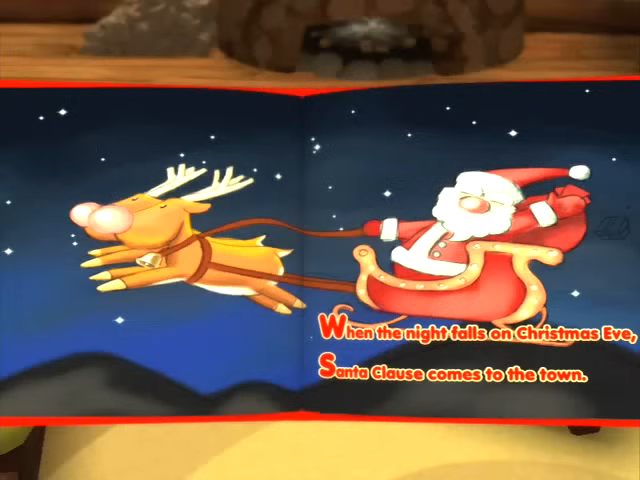 When the night falls on Christmas Eve,
Santa Clause comes to the town.